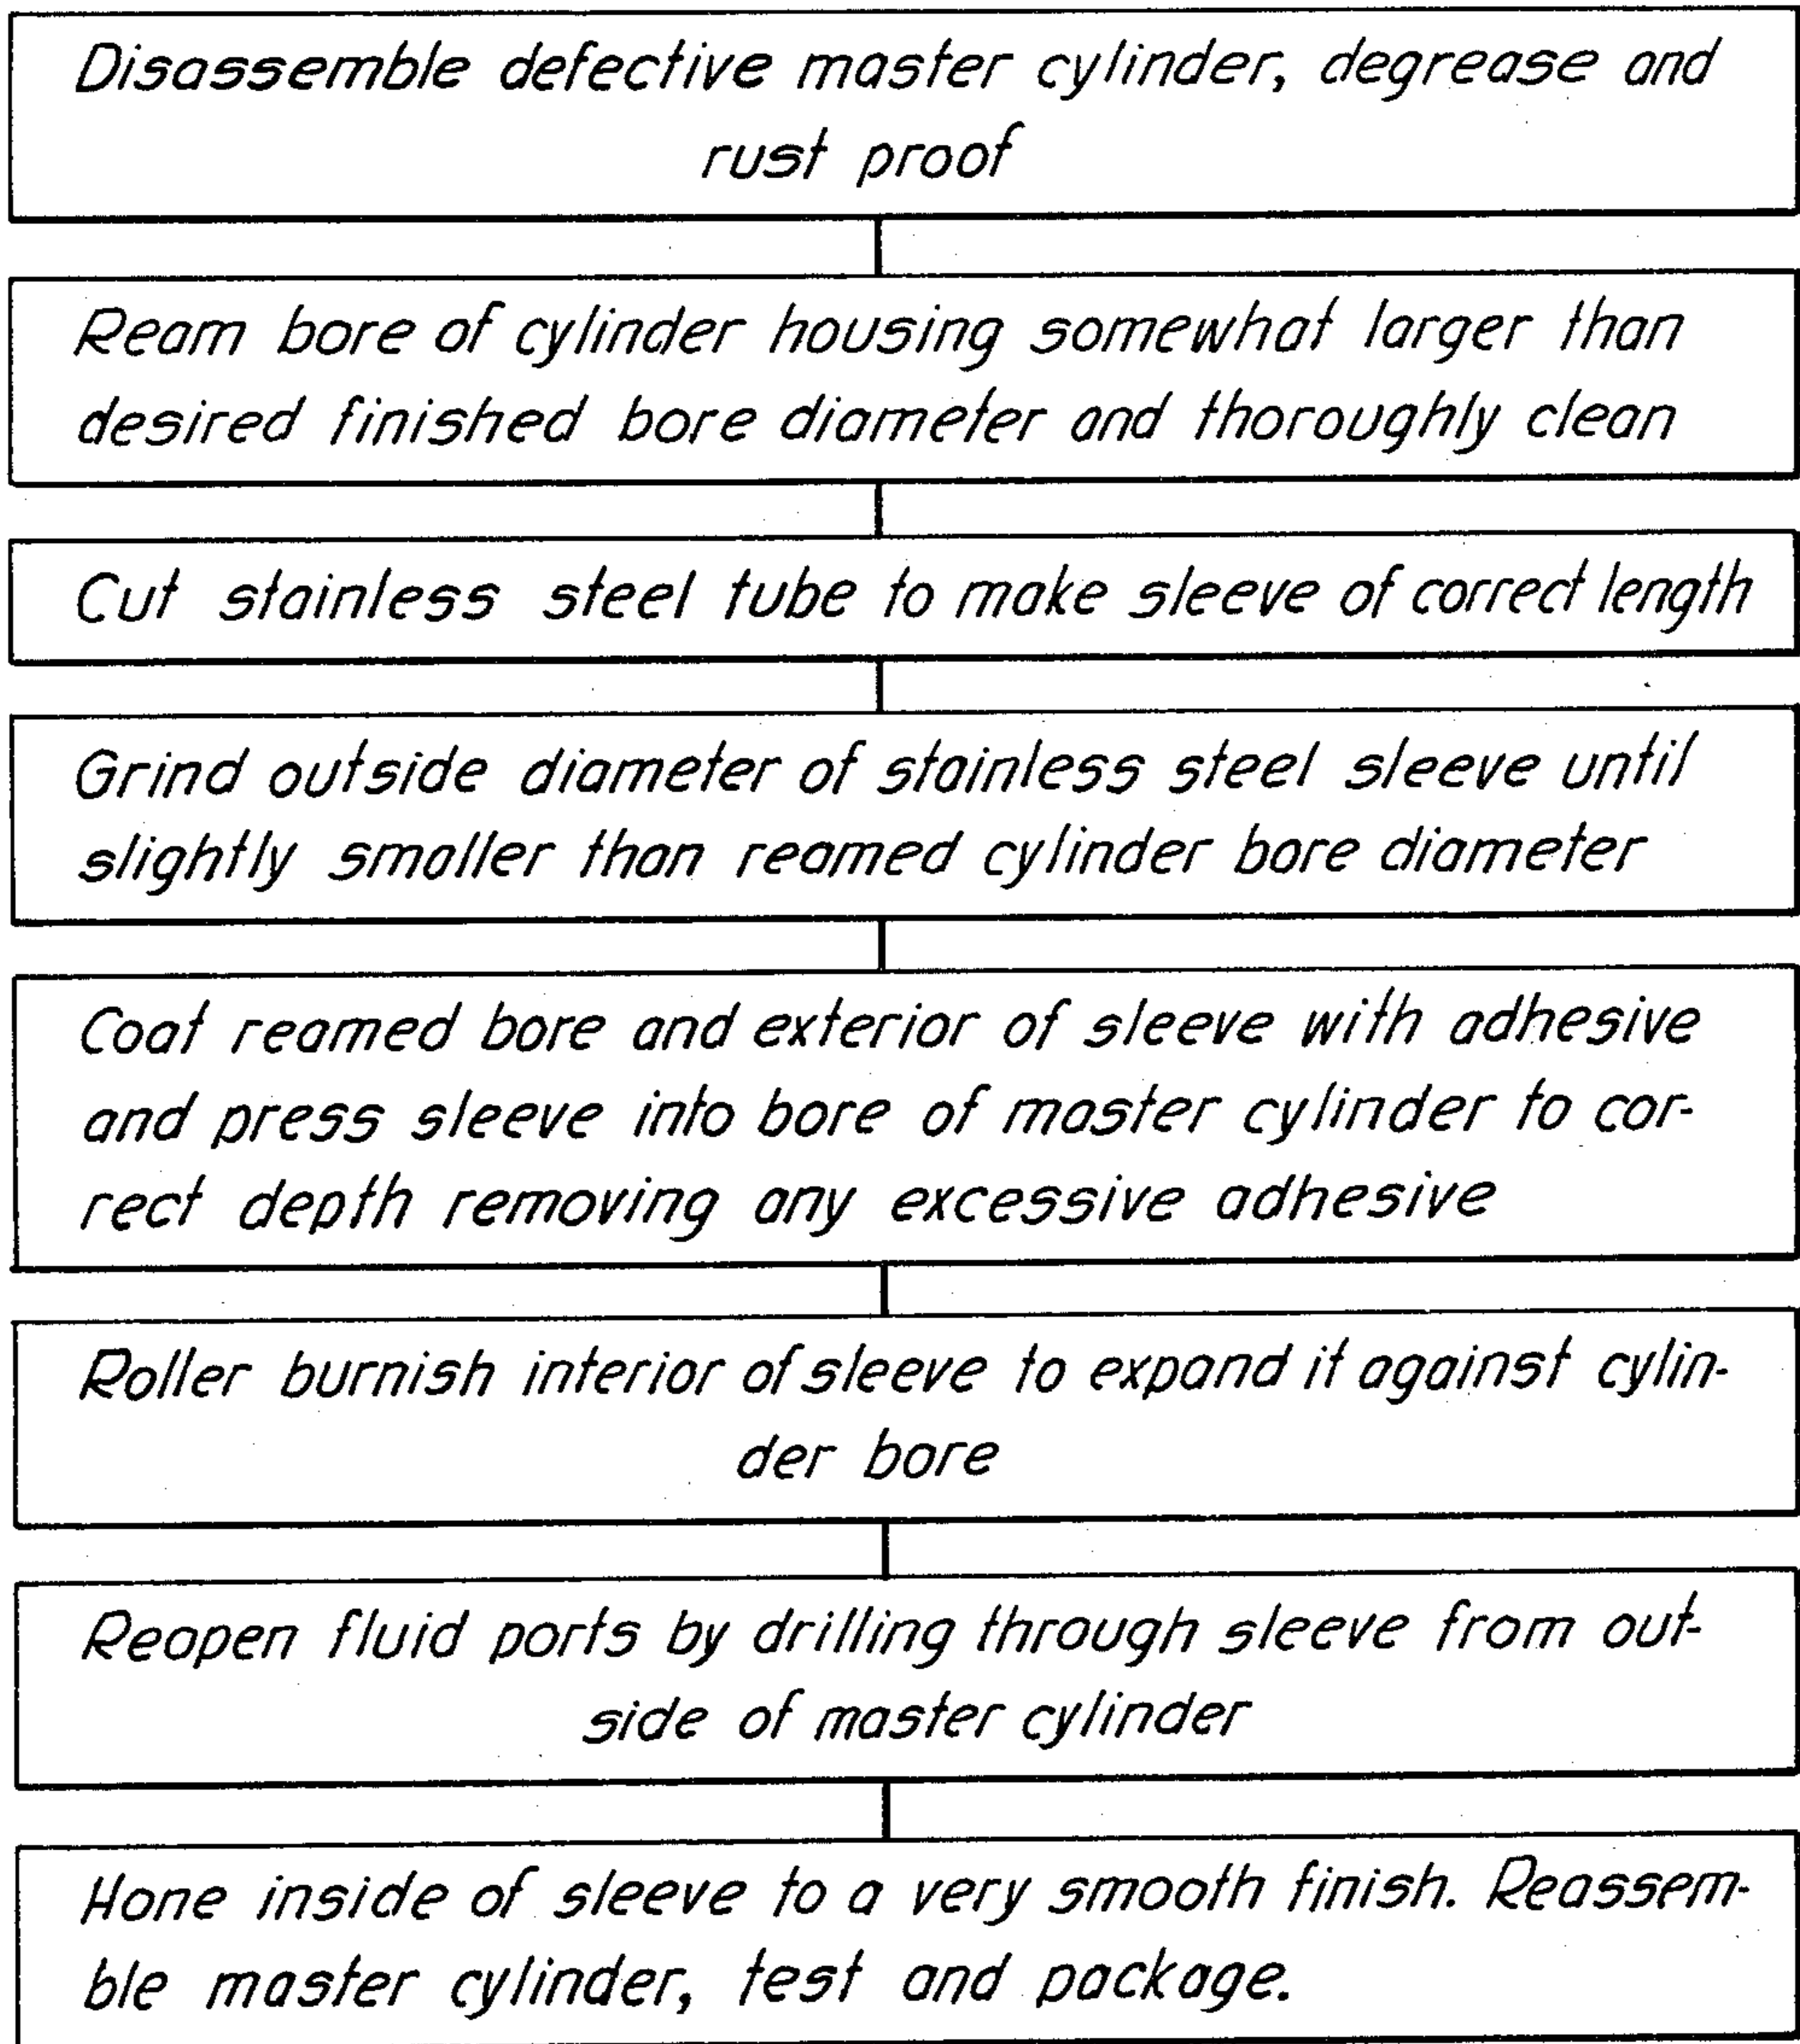 Disassemble defective master cylinder, degrease and
rust proof
Ream bore of cylinder housing somewhat larger than
desired finished bore diameter and thoroughly clean
Cut stainless steel tube to make sleeve of correct length
Grind outside diameter of stainless steel sleeve until
slightly smaller than reamed cylinder bore diameter
Coat reamed bore and exterior of sleeve with adhesive
and press sleeve into bore of master cylinder to cor-
rect depth removing any excessive adhesive
Roller burnish interior of sleeve to expand it against cylin-
der bore
Reopen fluid ports by drilling through sleeve from out-
side of master cylinder
Hone inside of sleeve to a very smooth finish. Reassem-
ble master cylinder, test and package.